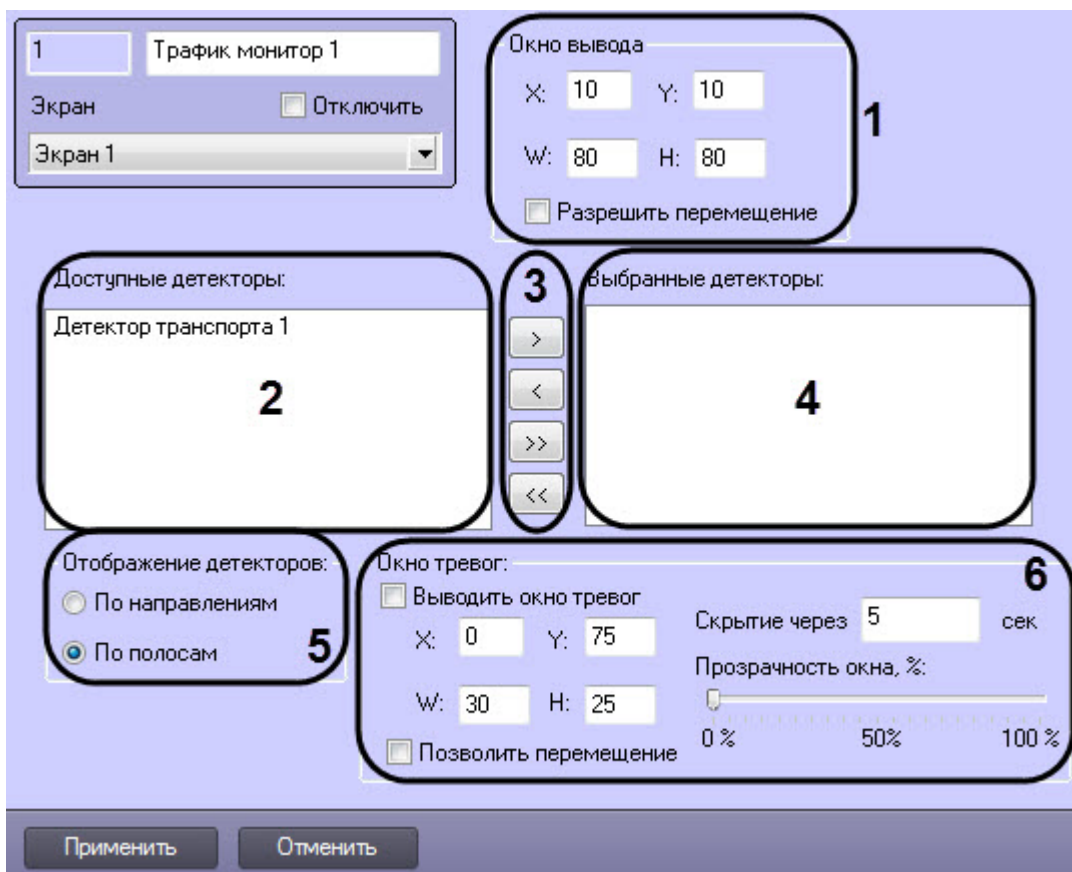 1 Трафик монитор 1
Экран Отключить
Экран 1
Окно вывода
X: 10 Y: 10
W: 80 H: 80
Разрешить перемещение
1
Доступные детекторы:
Детектор транспорта 1
2
3
>
<
>>
<<
Выбранные детекторы:
4
Отображение детекторов:
По направлениям
По полосам
5
Окно тревог:
6
Выводить окно тревог
X: 0 Y: 75
W: 30 H: 25
Позволить перемещение
Скрытие через 5 сек
Прозрачность окна, %:
0 % 50% 100 %
Применить Отменить